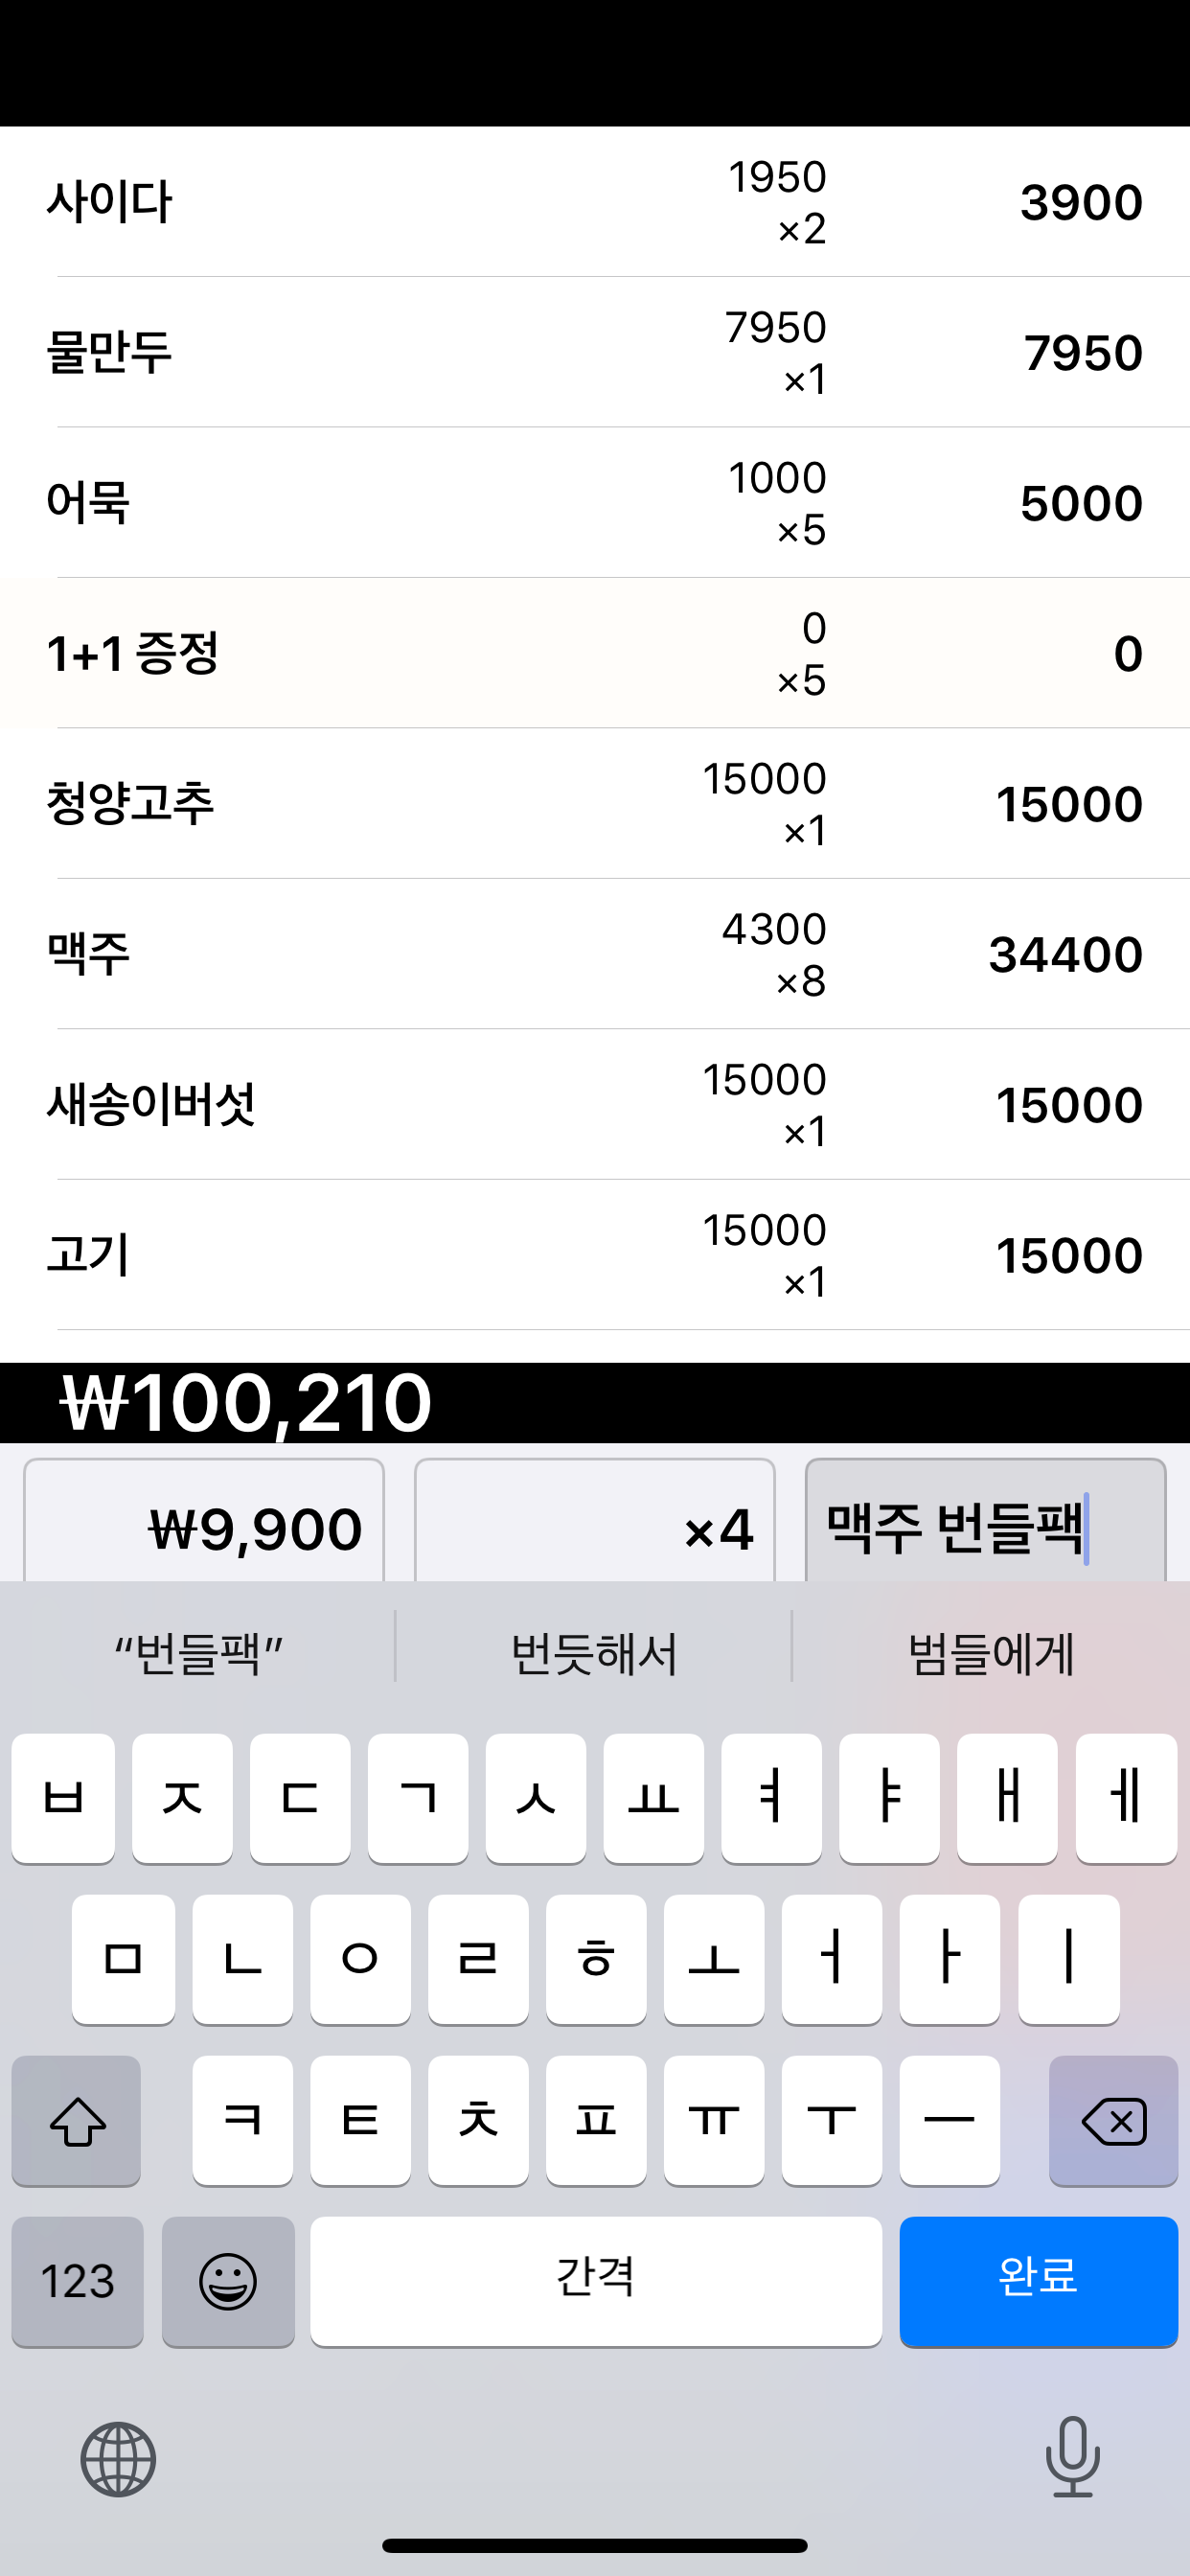 사이다
1950
×2
3900
물만두
7950
×1
7950
어묵
1000
×5
5000
1+1 증정
0
×5
0
청양고추
15000
×1
15000
맥주
4300
×8
34400
새송이버섯
15000
×1
15000
고기
15000
×1
15000
₩100,210
₩9,900
×4
맥주 번들팩
“번들팩” 번듯해서 범들에게
ㅂ ㅈ ㄷ ㄱ ㅅ ㅛ ㅕ ㅑ ㅐ ㅔ
ㅁ ㄴ ㅇ ㄹ ㅎ ㅗ ㅓ ㅏ ㅣ
ㅋ ㅌ ㅊ ㅍ ㅠ ㅜ ㅡ
123 간격 완료